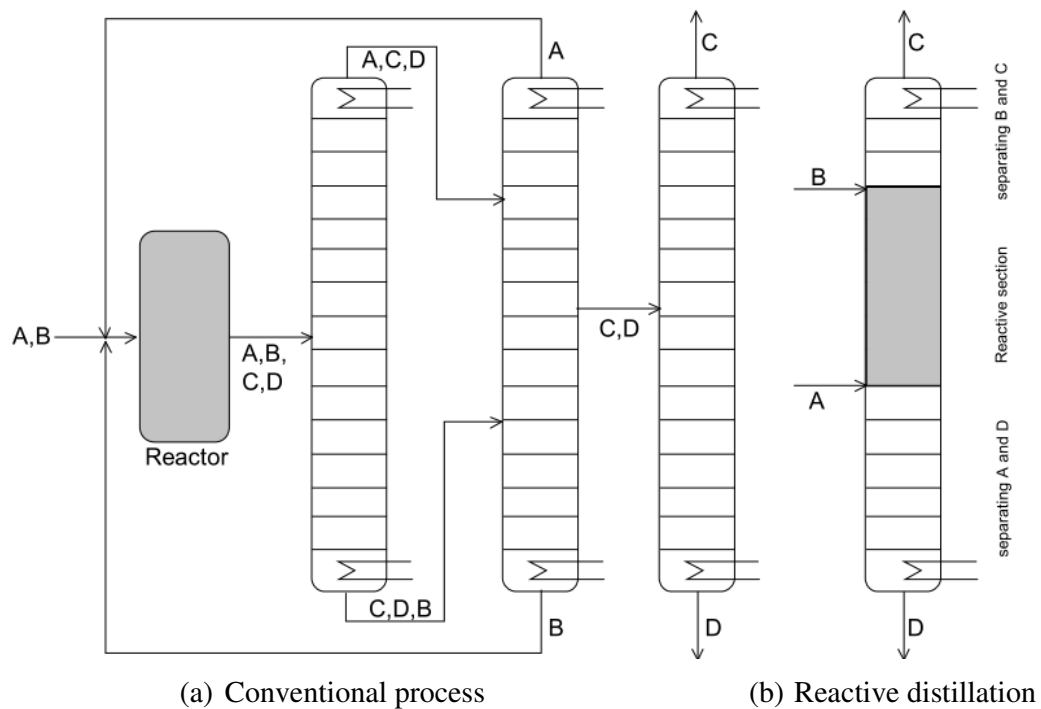 A,C,D
A
C
C
separating B and C
B
A,B
A,B,
C,D
C,D
Reactive section
A
Reactor
separating A and D
C,D,B
B
D
D
(a) Conventional process
(b) Reactive distillation